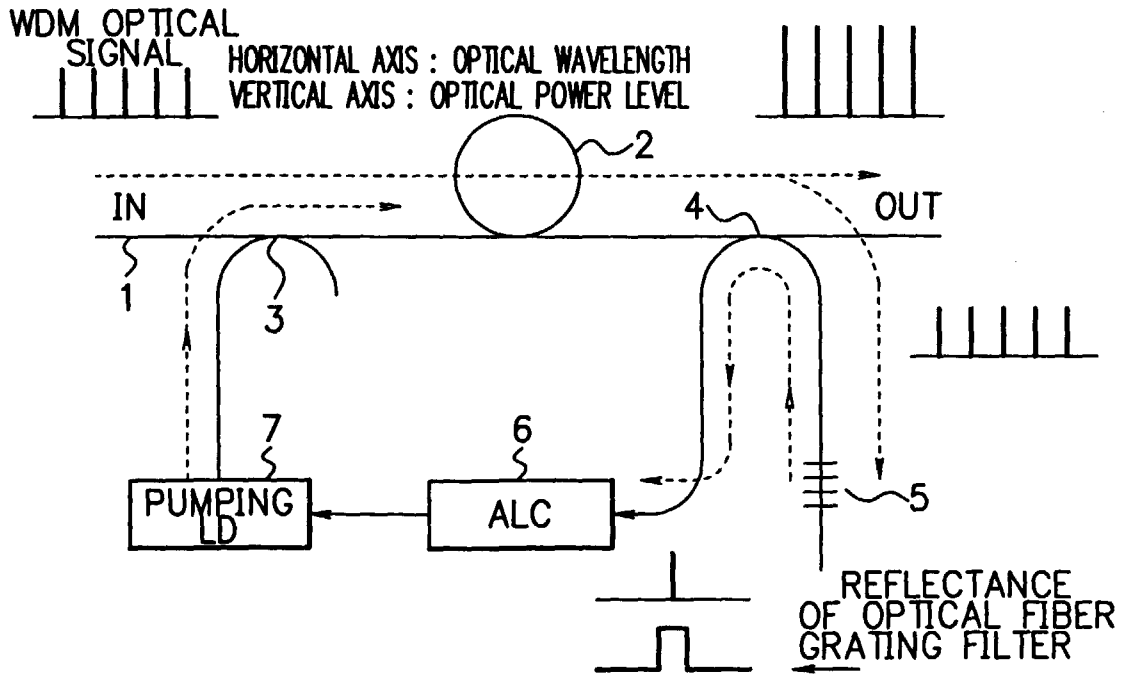 WDM OPTICAL
SIGNAL
HORIZONTAL AXIS : OPTICAL WAVELENGTH
VERTICAL AXIS : OPTICAL POWER LEVEL
2
IN
4
OUT
1
3
7
6
PUMPING
LD
ALC
5
REFLECTANCE
OF OPTICAL FIBER
GRATING FILTER